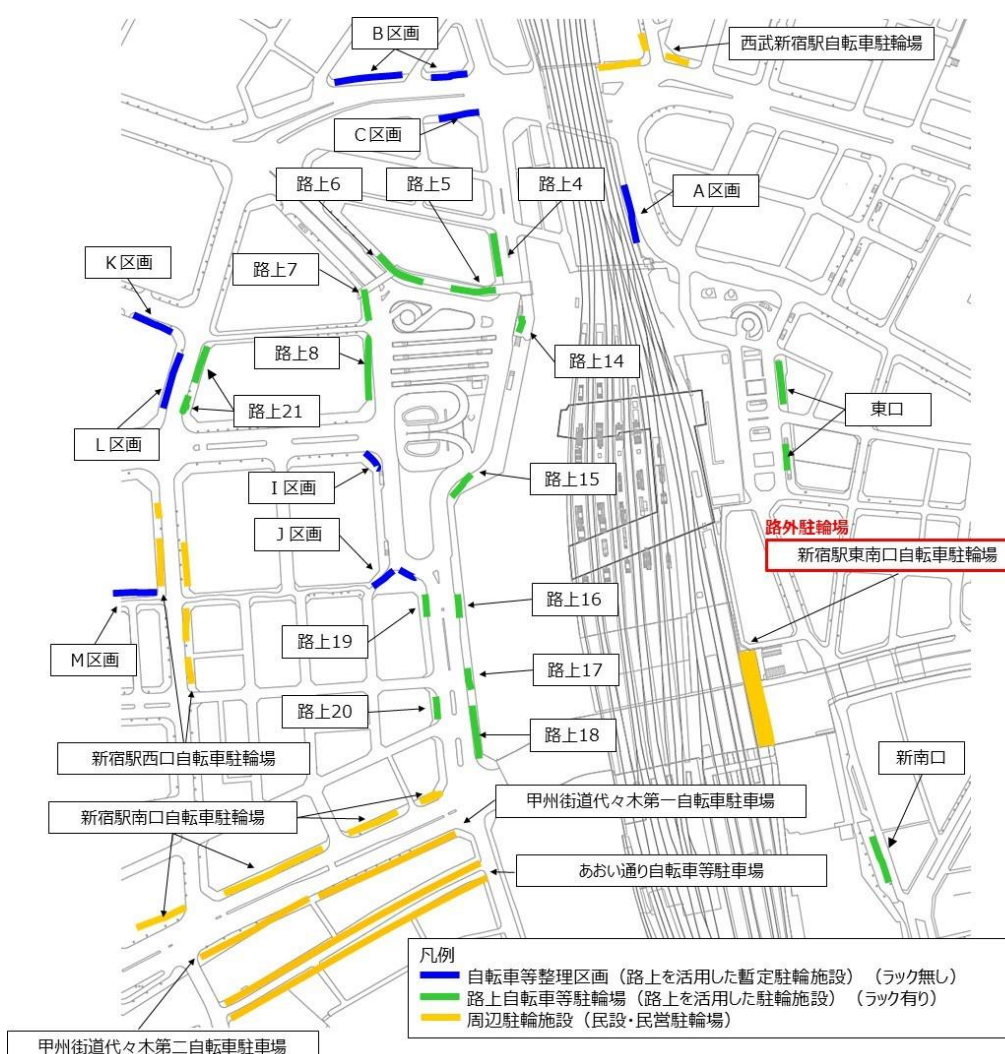 B区画
西武新宿駅自転車駐輪場
C区画
路上6
路上5
路上4
A区画
K区画
路上7
路上8
路上14
路上21
東口
L区画
I区画
路上15
路外駐輪場
新宿駅東南口自転車駐輪場
J区画
路上16
路上19
M区画
路上17
路上20
路上18
新宿駅西口自転車駐輪場
新南口
甲州街道代々木第一自転車駐車場
新宿駅南口自転車駐輪場
あおい通り自転車等駐車場
凡例
自転車等整理区画（路上を活用した暫定駐輪施設）（ラック無し）
路上自転車等駐輪場（路上を活用した駐輪施設）（ラック有り）
周辺駐輪施設（民設・民営駐輪場）
甲州街道代々木第二自転車駐車場